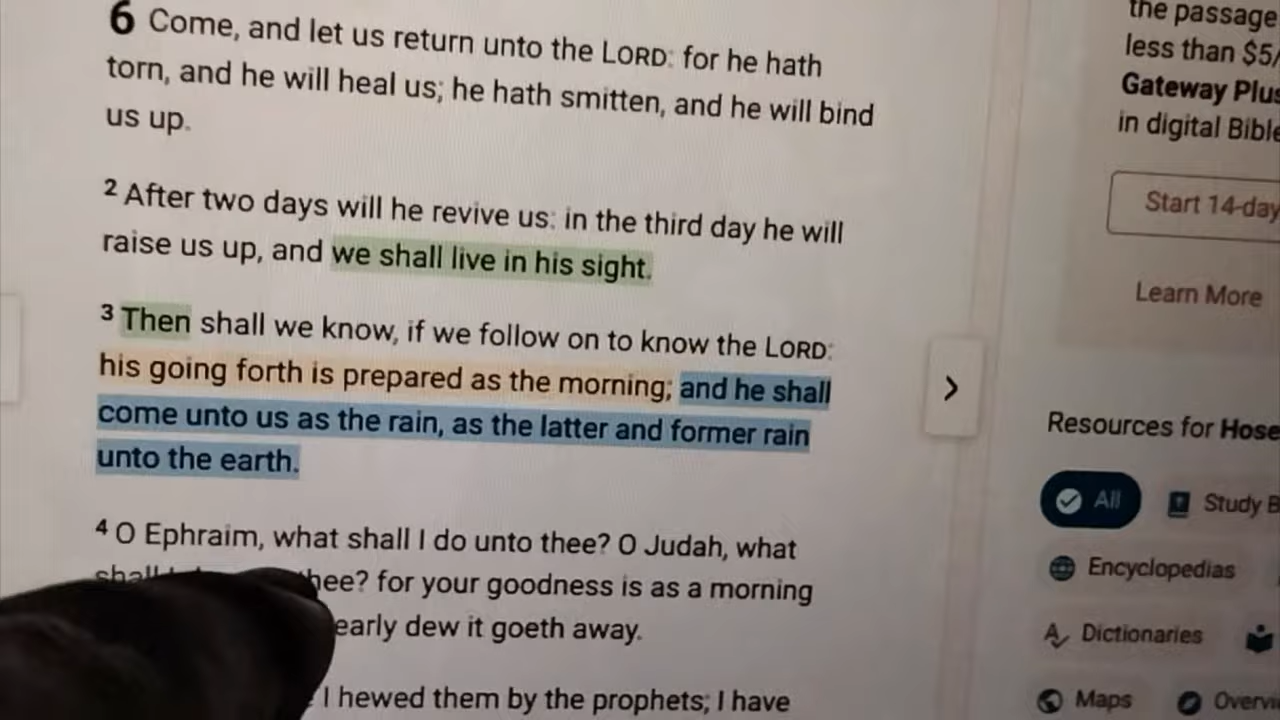 6 Come, and let us return unto the LORD: for he hath
torn, and he will heal us; he hath smitten, and he will bind
us up.
2 After two days will he revive us: in the third day he will
raise us up, and we shall live in his sight.
3 Then shall we know, if we follow on to know the LORD:
his going forth is prepared as the morning; and he shall
come unto us as the rain, as the latter and former rain
unto the earth.
4 O Ephraim, what shall I do unto thee? O Judah, what
shall thee? for your goodness is as a morning
early dew it goeth away.
I hewed them by the prophets; I have
the passage
less than $5/
Gateway Plus
in digital Bible
Start 14-day
Learn More
Resources for Hose
All
Study B
Encyclopedias
Dictionaries
Maps
Overvi